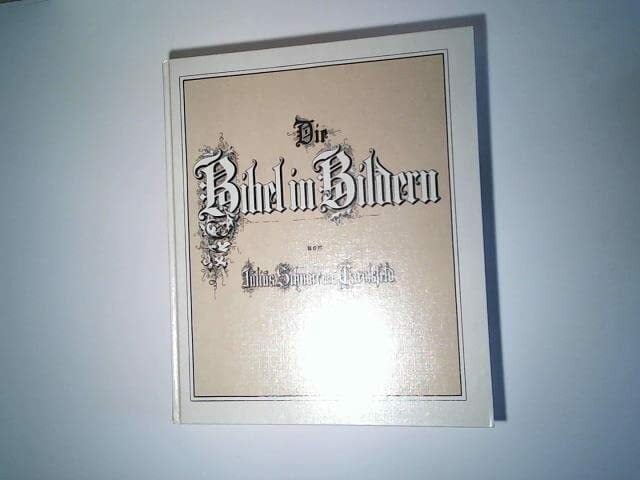 Die
Bibel in Bildern
von
Julius Schnorr von Carolsfeld